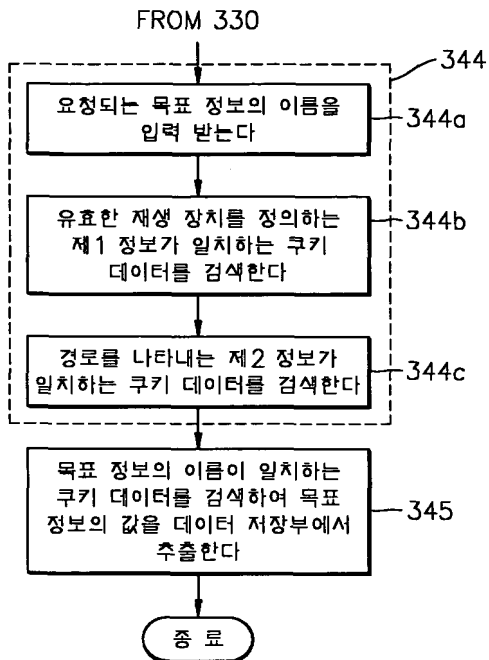 FROM 330
344
요청되는 목표 정보의 이름을
입력 받는다
344a
유효한 재생 장치를 정의하는
제1 정보가 일치하는 쿠키
데이터를 검색한다
344b
경로를 나타내는 제2 정보가
일치하는 쿠키 데이터를 검색한다
344c
목표 정보의 이름이 일치하는
쿠키 데이터를 검색하여 목표
정보의 값을 데이터 저장부에서
추출한다
345
종료